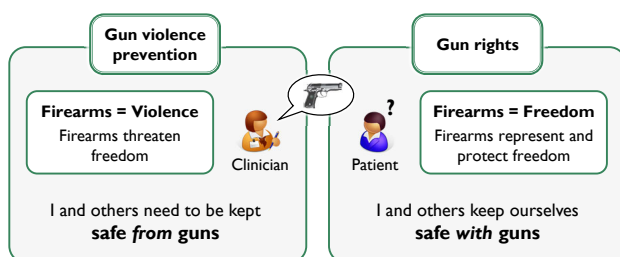 Gun violence
prevention
Firearms = Violence
Firearms threaten
freedom
Clinician
I and others need to be kept
safe from guns
Gun rights
?
Patient
Firearms = Freedom
Firearms represent and
protect freedom
I and others keep ourselves
safe with guns